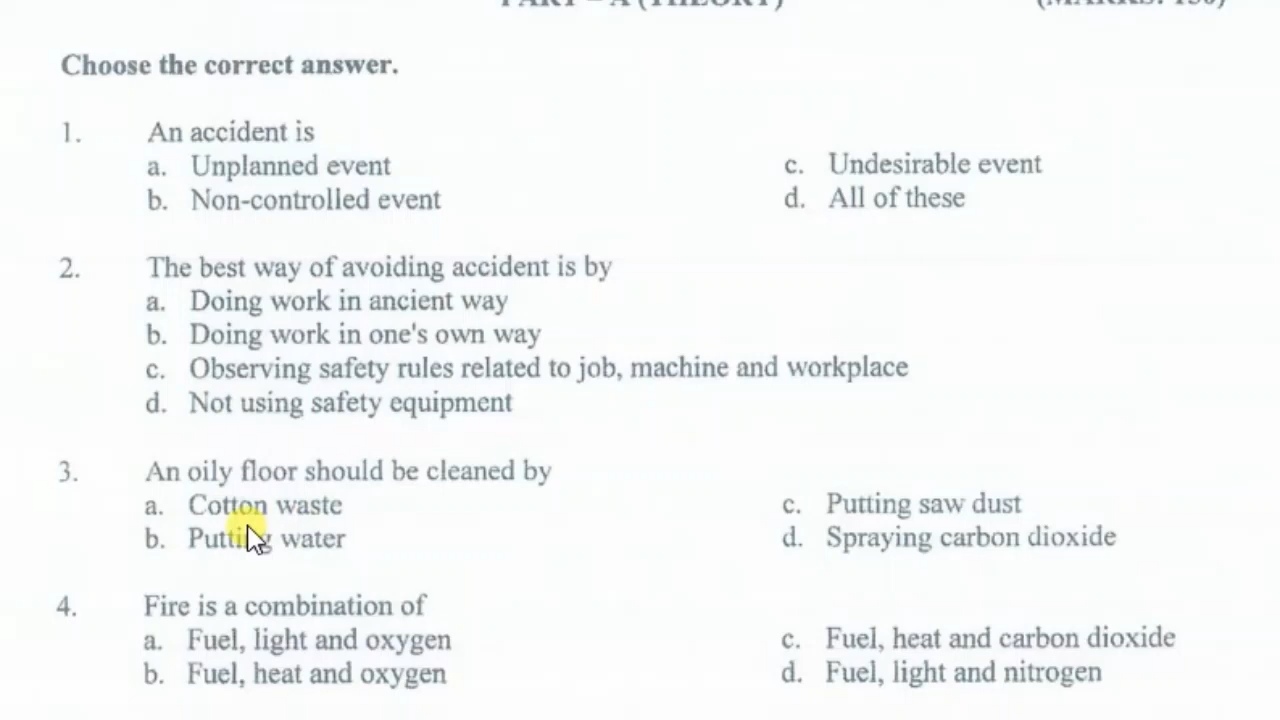 PART – A (THEORY) (MARKS: 150)
Choose the correct answer.
1. An accident is
a. Unplanned event c. Undesirable event
b. Non-controlled event d. All of these
2. The best way of avoiding accident is by
a. Doing work in ancient way
b. Doing work in one's own way
c. Observing safety rules related to job, machine and workplace
d. Not using safety equipment
3. An oily floor should be cleaned by
a. Cotton waste c. Putting saw dust
b. Putting water d. Spraying carbon dioxide
4. Fire is a combination of
a. Fuel, light and oxygen c. Fuel, heat and carbon dioxide
b. Fuel, heat and oxygen d. Fuel, light and nitrogen